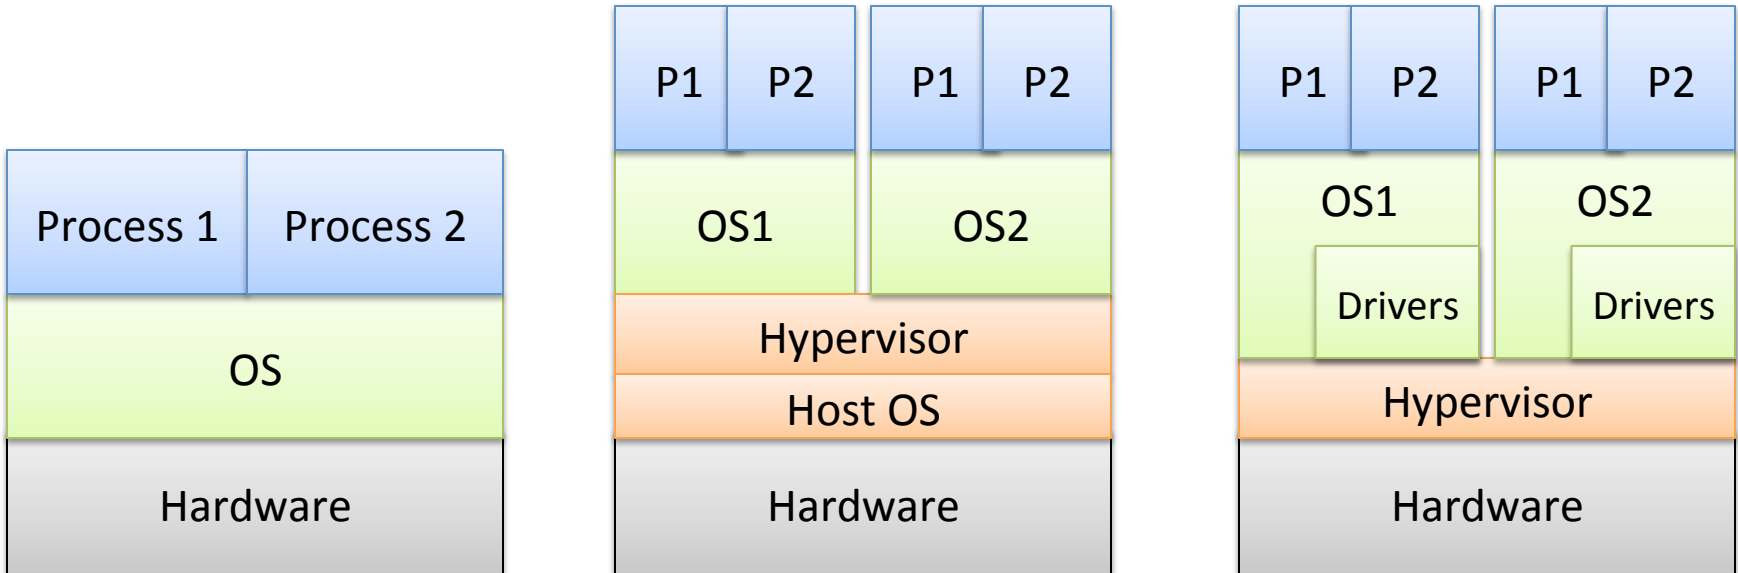 Process 1
Process 2
OS
Hardware
P1
P2
P1
P2
OS1
OS2
Hypervisor
Host OS
Hardware
P1
P2
P1
P2
OS1
OS2
Drivers
Drivers
Hypervisor
Hardware